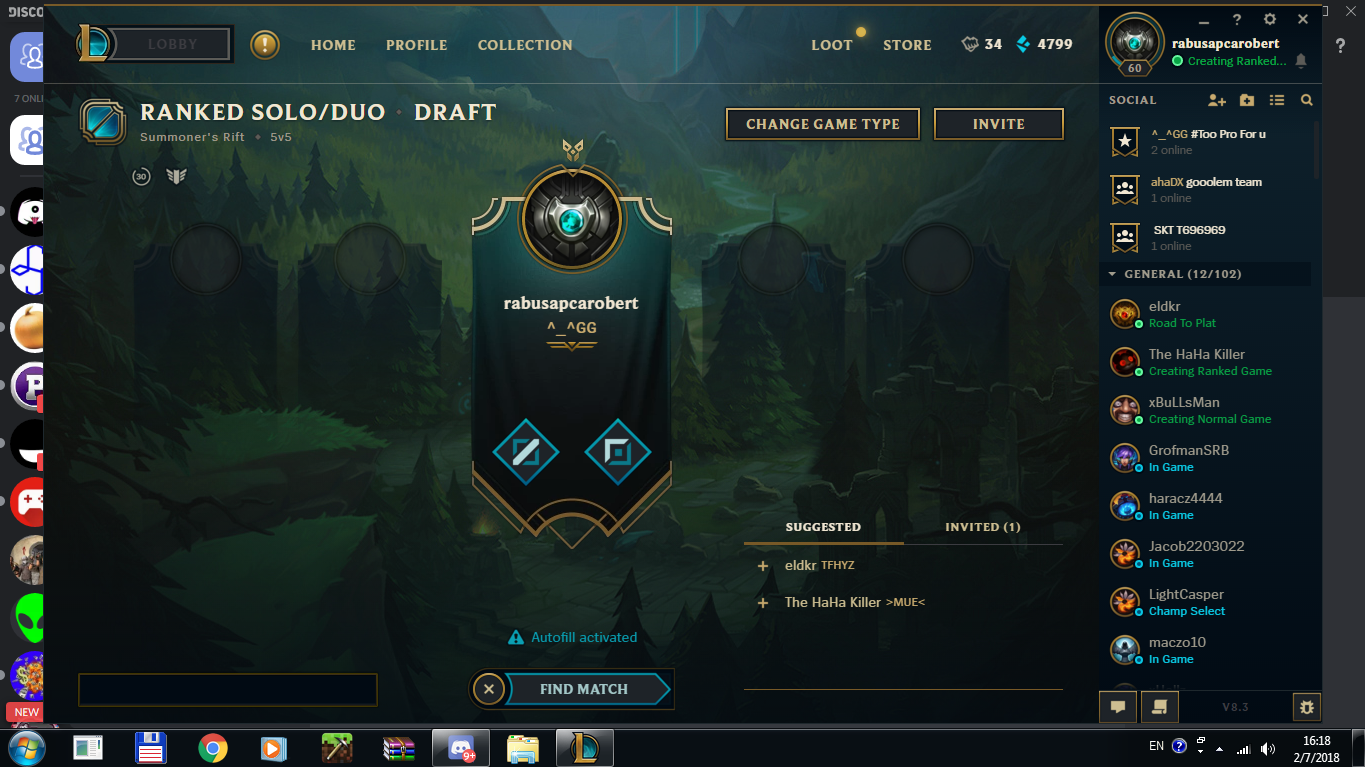 DISCO
7 ONLI
NEW
LOBBY
HOME
PROFILE
COLLECTION
LOOT
STORE
34
4799
?
?
60
rabusapcarobert
Creating Ranked...
RANKED SOLO/DUO • DRAFT
Summoner's Rift • 5v5
30
CHANGE GAME TYPE
INVITE
rabusapcarobert
^_^GG
SUGGESTED
INVITED (1)
+ eldkr TFHYZ
+ The HaHa Killer >MUE<
Autofill activated
FIND MATCH
SOCIAL
^_^GG #Too Pro For u
2 online
ahaDX gooolem team
1 online
SKT T696969
1 online
GENERAL (12/102)
eldkr
Road To Plat
The HaHa Killer
Creating Ranked Game
xBuLLsMan
Creating Normal Game
GrofmanSRB
In Game
haracz4444
In Game
Jacob2203022
In Game
LightCasper
Champ Select
maczo10
In Game
V8.3
9+
EN
?
16:18
2/7/2018